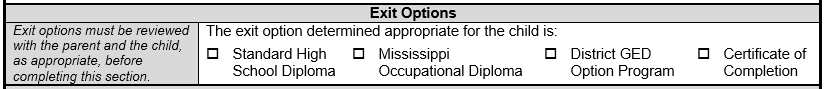 Exit Options
Exit options must be reviewed
with the parent and the child,
as appropriate, before
completing this section.
The exit option determined appropriate for the child is:
Standard High
School Diploma
Mississippi
Occupational Diploma
District GED
Option Program
Certificate of
Completion